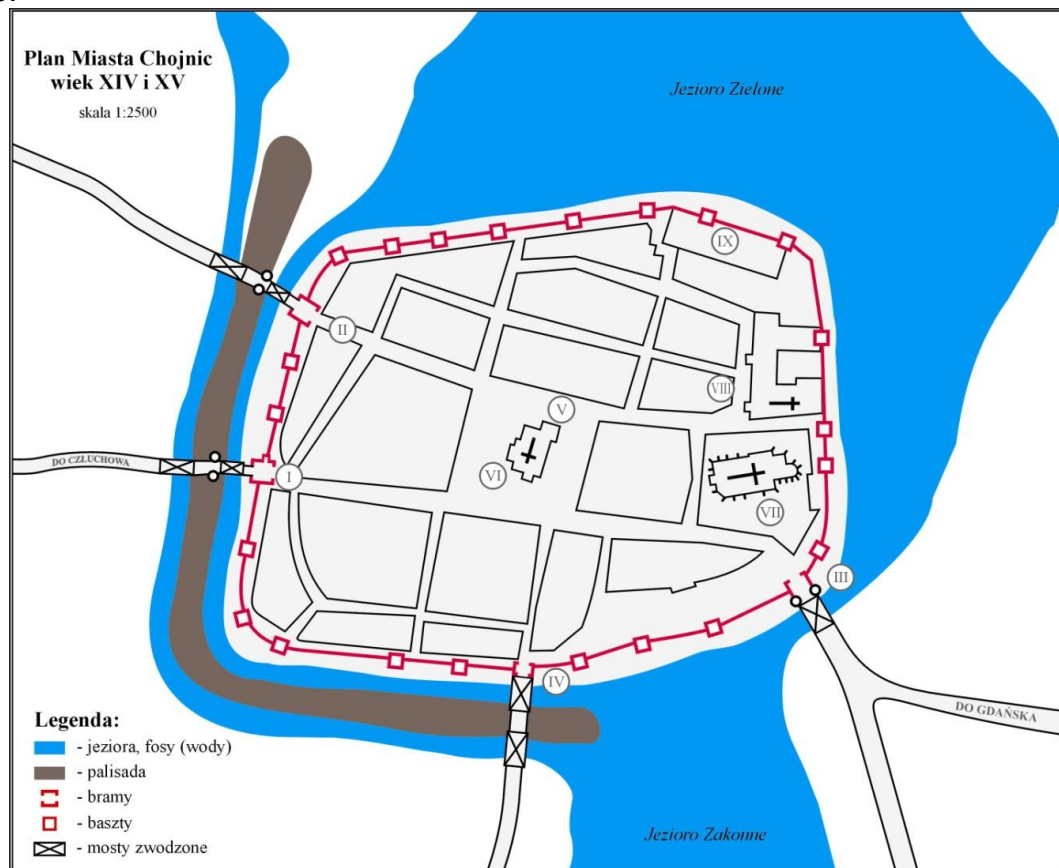 Plan Miasta Chojnic
wiek XIV i XV
skala 1:2500
Jezioro Zielone
IX
II
VIII
V
DO CZŁUCHOWA
I
VI
VII
III
IV
DO GDAŃSKA
Legenda:
- jeziora, fosy (wody)
- palisada
- bramy
- baszty
- mosty zwodzone
Jezioro Zakonne